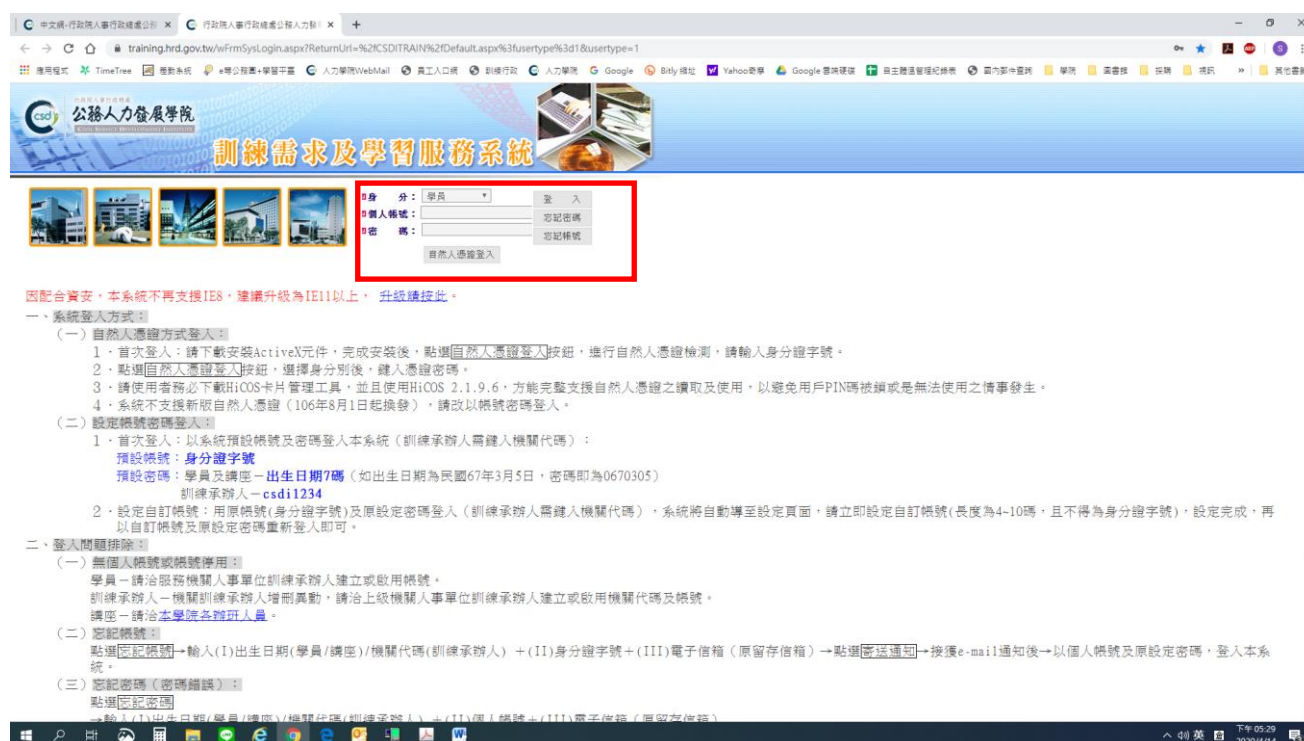 中文網-行政院人事行政總處公務
行政院人事行政總處公務人力發
training.hrd.gov.tw/wFrmSysLogin.aspx?ReturnUrl=%2fCSDITRAIN%2fDefault.aspx%3fusertype%3d1&usertype=1
應用程式 TimeTree 差勤系統 e等公務園+學習平臺 人力學院WebMail 員工入口網 訓練行政 人力學院 Google Bitly 縮址 Yahoo奇摩 Google 雲端硬碟 自主體溫管理紀錄表 國內郵件查詢 學院 圖書館 採購 視訊 » 其他書籤
csdi
公務人力發展學院
訓練需求及學習服務系統
身 分： 學員 登 入
個人帳號： 忘記密碼
密 碼： 忘記帳號
自然人憑證登入
因配合資安，本系統不再支援IE8，建議升級為IE11以上， 升級請按此。
一、系統登入方式：
（一）自然人憑證方式登入：
1．首次登入：請下載安裝ActiveX元件，完成安裝後，點選自然人憑證登入按鈕，進行自然人憑證檢測，請輸入身分證字號。
2．點選自然人憑證登入按鈕，選擇身分別後，鍵入憑證密碼。
3．請使用者務必下載HiCOS卡片管理工具，並且使用HiCOS 2.1.9.6，方能完整支援自然人憑證之讀取及使用，以避免用戶PIN碼被鎖或是無法使用之情事發生。
4．系統不支援新版自然人憑證（106年8月1日起換發），請改以帳號密碼登入。
（二）設定帳號密碼登入：
1．首次登入：以系統預設帳號及密碼登入本系統（訓練承辦人需鍵入機關代碼）：
預設帳號：身分證字號
預設密碼：學員及講座－出生日期7碼（如出生日期為民國67年3月5日，密碼即為0670305）
訓練承辦人－csdi1234
2．設定自訂帳號：用原帳號(身分證字號)及原設定密碼登入（訓練承辦人需鍵入機關代碼），系統將自動導至設定頁面，請立即設定自訂帳號(長度為4~10碼，且不得為身分證字號)，設定完成，再
以自訂帳號及原設定密碼重新登入即可。
二、登入問題排除：
（一）無個人帳號或帳號停用：
學員－請洽服務機關人事單位訓練承辦人建立或啟用帳號。
訓練承辦人－機關訓練承辦人增刪異動，請洽上級機關人事單位訓練承辦人建立或啟用機關代碼及帳號。
講座－請洽本學院各辦班人員。
（二）忘記帳號：
點選忘記帳號→輸入(I)出生日期(學員/講座)/機關代碼(訓練承辦人) +(II)身分證字號+(III)電子信箱（原留存信箱）→點選寄送通知→接獲e-mail通知後→以個人帳號及原設定密碼，登入本系
統。
（三）忘記密碼（密碼錯誤）：
點選忘記密碼
→輸入(I)出生日期(學員/講座)/機關代碼(訓練承辦人) +(II)個人帳號+(III)電子信箱（原留存信箱）
英
下午 05:29
2020/4/14